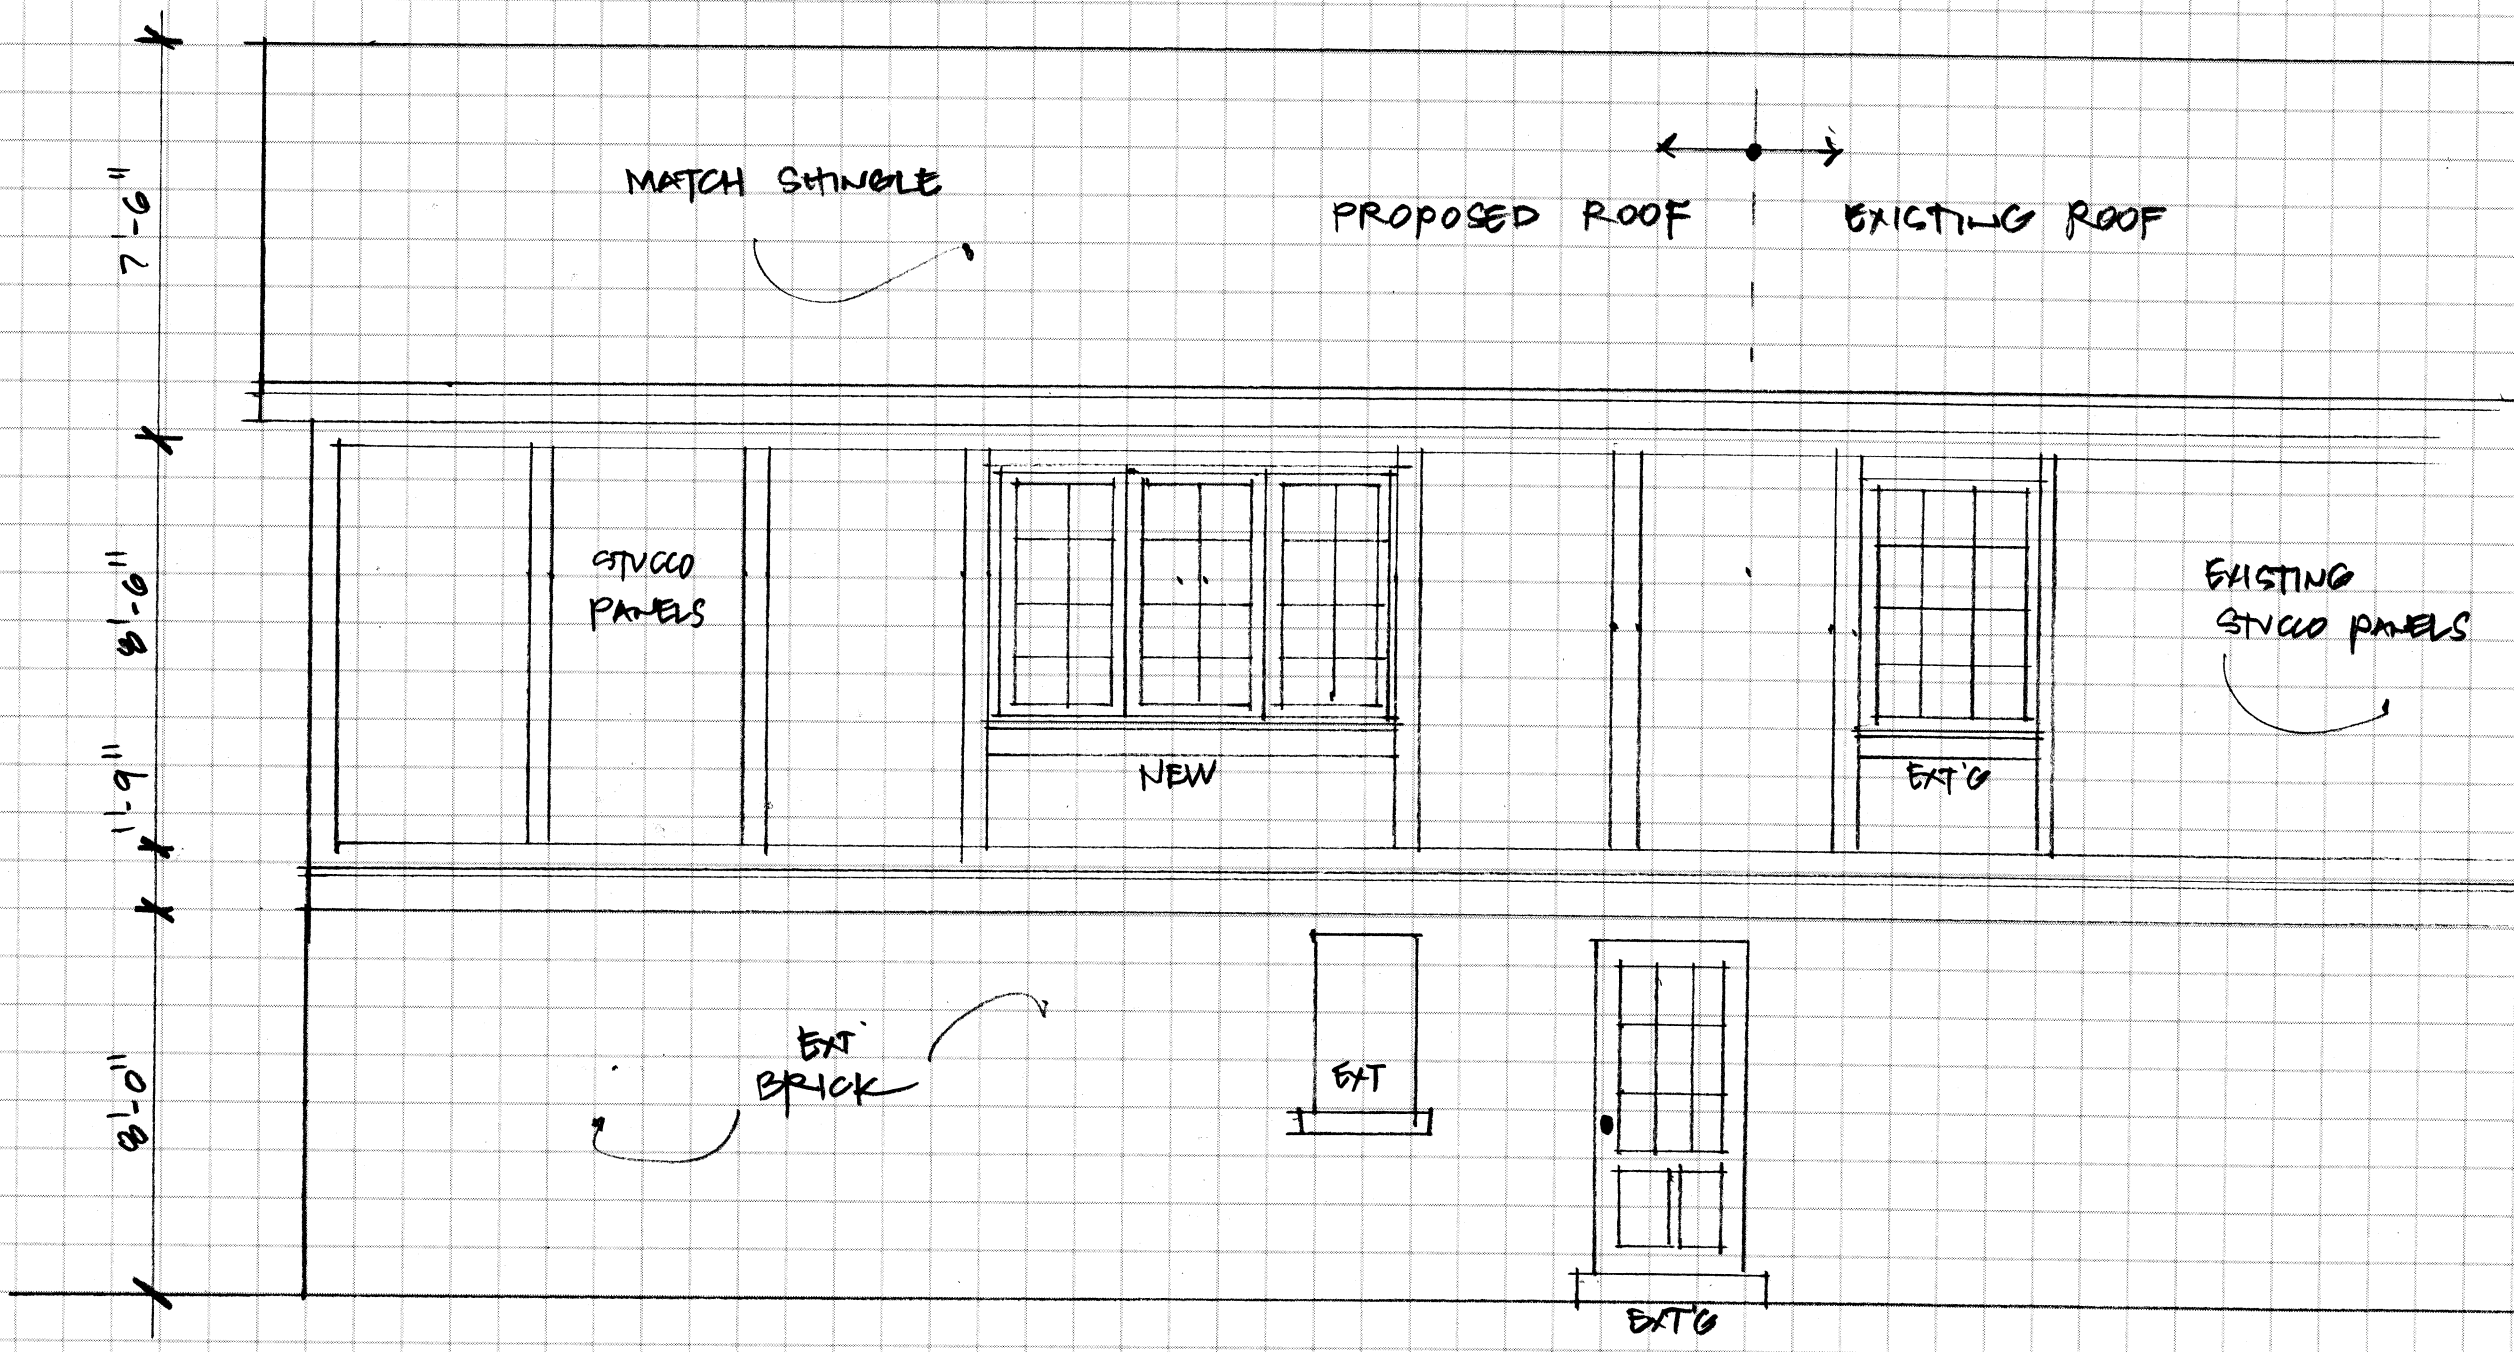 7'-6"
MATCH SHINGLE
PROPOSED ROOF
EXISTING ROOF
8'-6"
STUCCO
PANELS
NEW
EXT'G
EXISTING
STUCCO PANELS
1'-9"
8'-0"
EXT'
BRICK
EXT
EXT'G